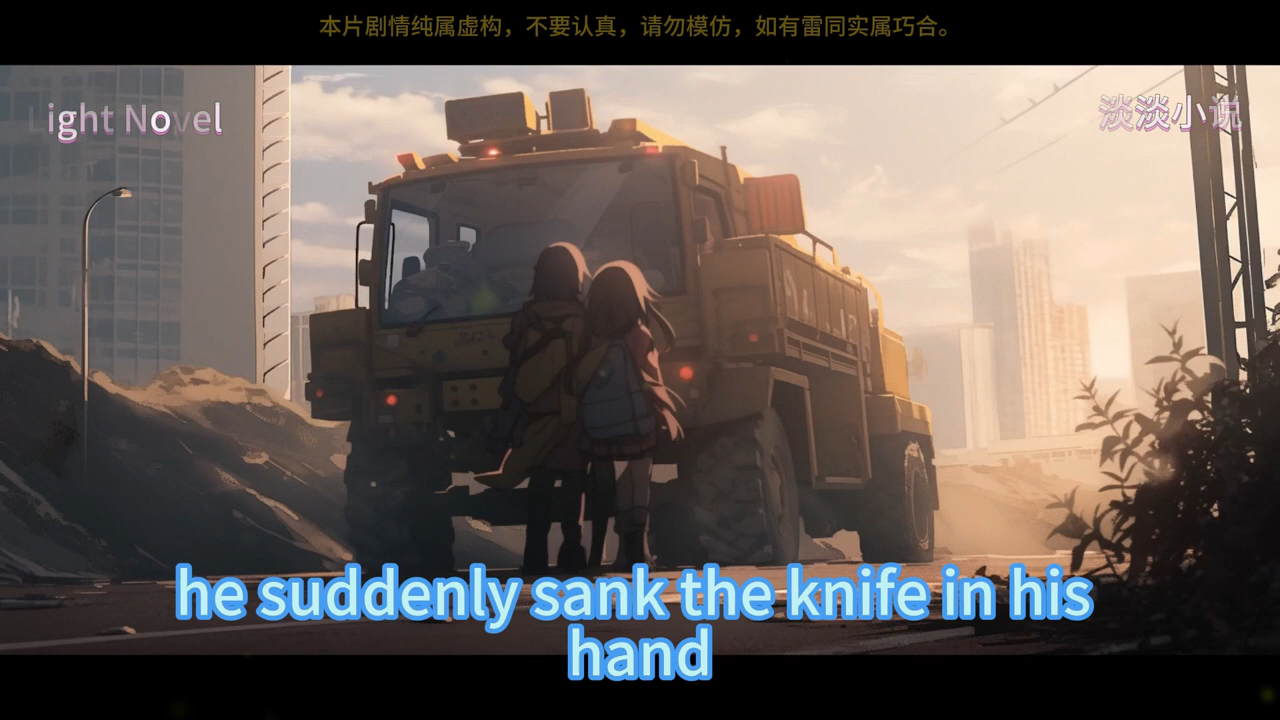 本片剧情纯属虚构，不要认真，请勿模仿，如有雷同实属巧合。
Light Novel
淡淡小说
he suddenly sank the knife in his
hand